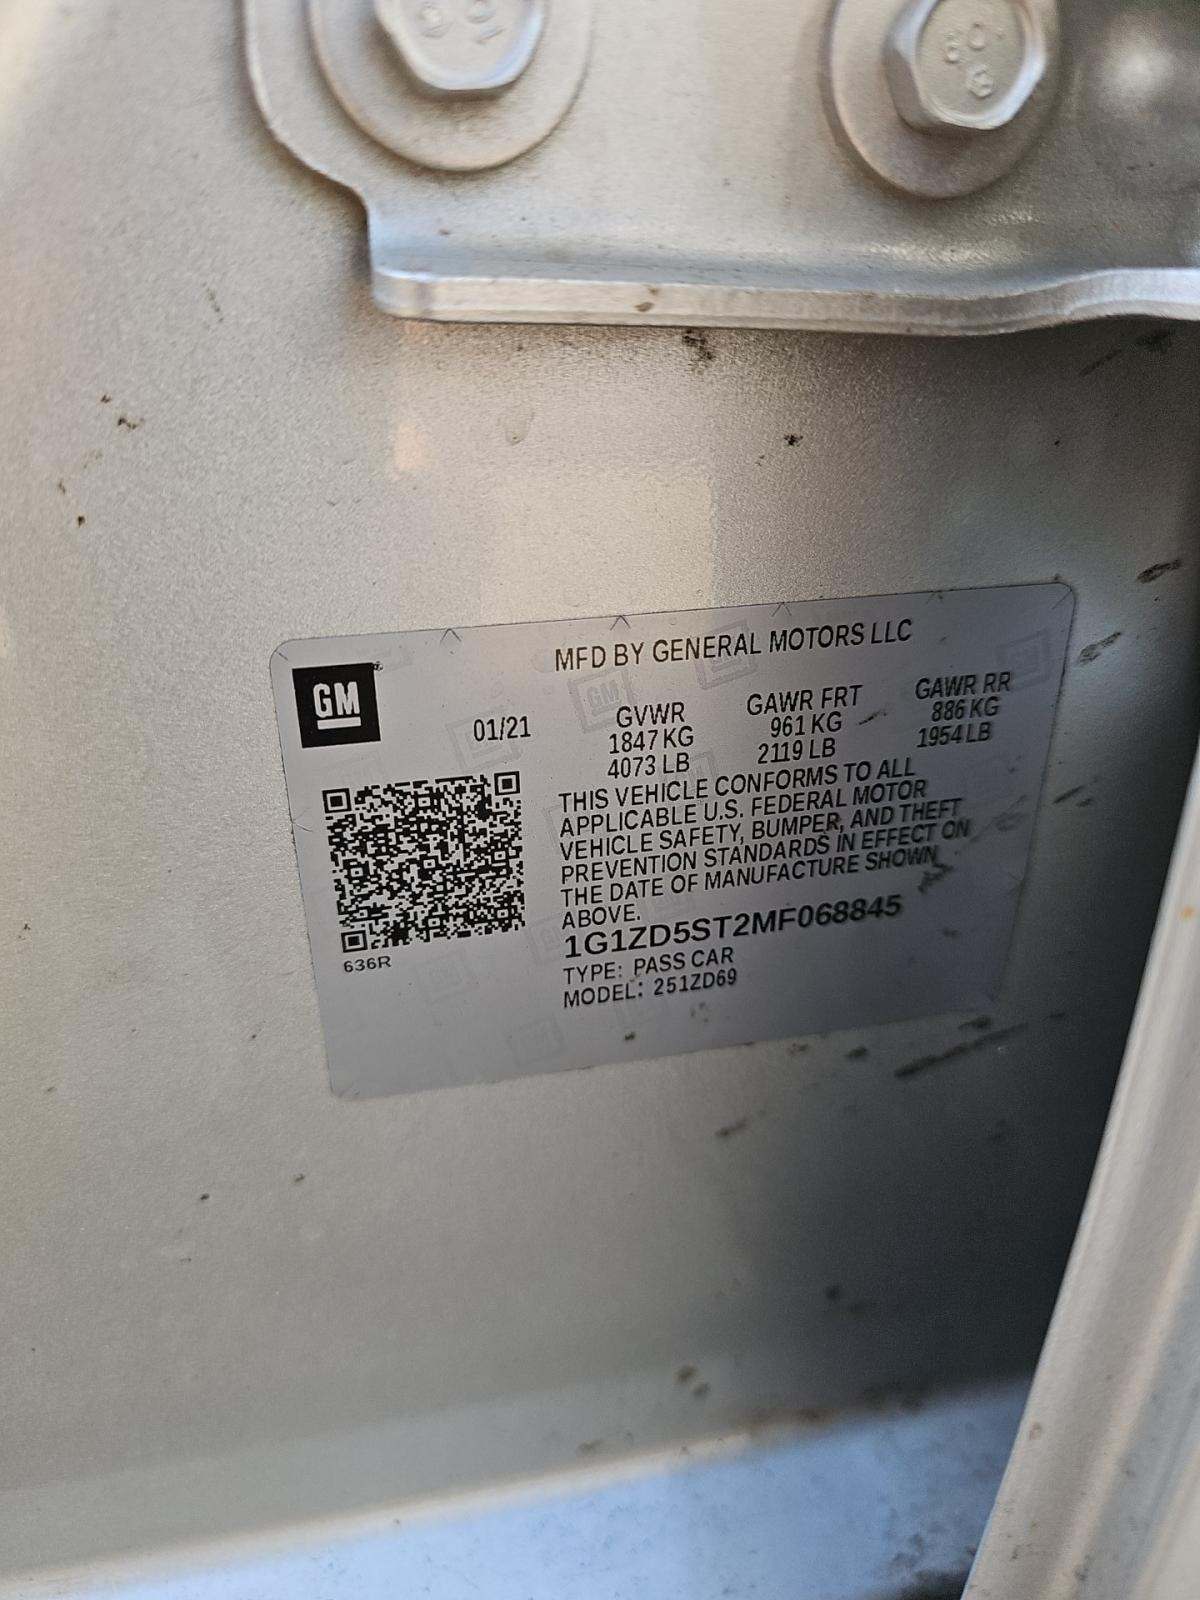 MFD BY GENERAL MOTORS LLC
GM
01/21
GVWR GAWR FRT GAWR RR
1847 KG 961 KG 886 KG
4073 LB 2119 LB 1954 LB
THIS VEHICLE CONFORMS TO ALL
APPLICABLE U.S. FEDERAL MOTOR
VEHICLE SAFETY, BUMPER, AND THEFT
PREVENTION STANDARDS IN EFFECT ON
THE DATE OF MANUFACTURE SHOWN
ABOVE.
1G1ZD5ST2MF068845
636R
TYPE: PASS CAR
MODEL: 251ZD69